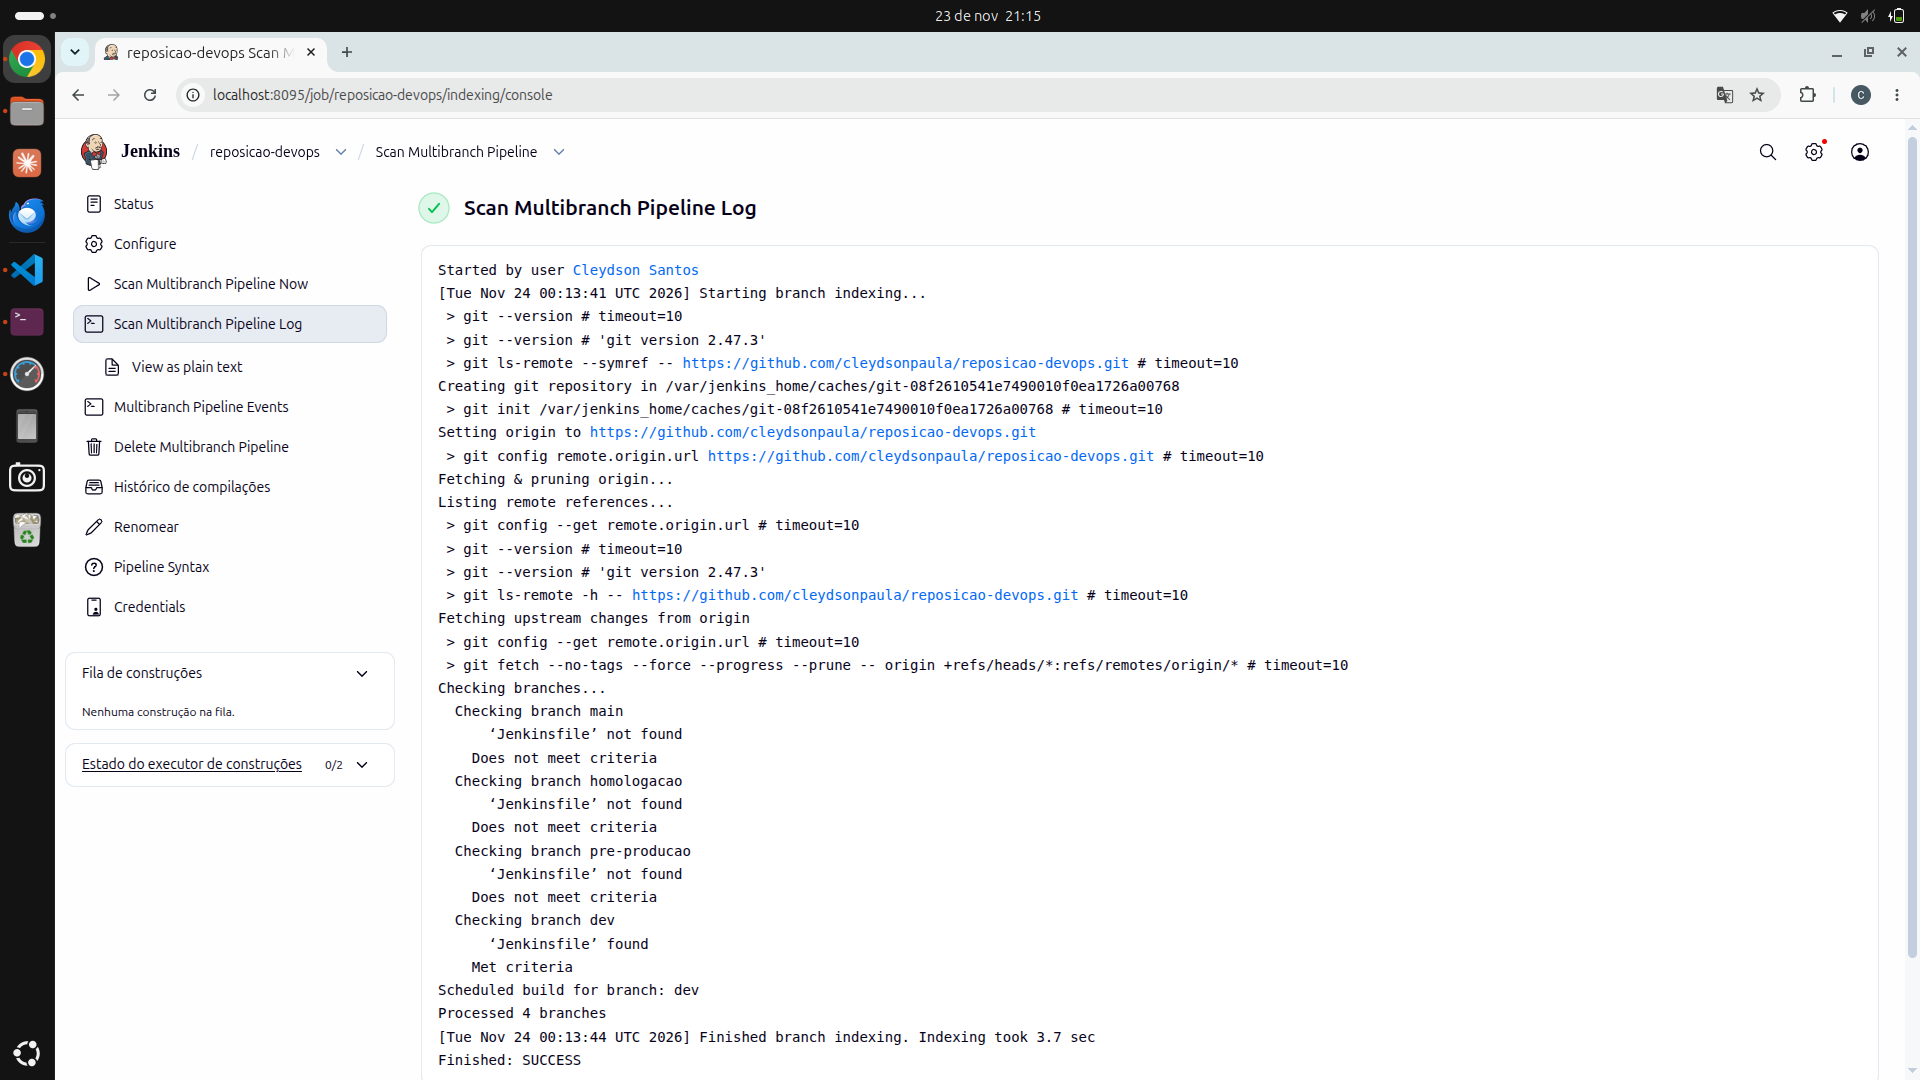 23 de nov 21:15
reposicao-devops Scan M
localhost:8095/job/reposicao-devops/indexing/console
C
Jenkins / reposicao-devops / Scan Multibranch Pipeline
Status
Configure
Scan Multibranch Pipeline Now
Scan Multibranch Pipeline Log
View as plain text
Multibranch Pipeline Events
Delete Multibranch Pipeline
Histórico de compilações
Renomear
Pipeline Syntax
Credentials
Fila de construções
Nenhuma construção na fila.
Estado do executor de construções 0/2
Scan Multibranch Pipeline Log
Started by user Cleydson Santos
[Tue Nov 24 00:13:41 UTC 2026] Starting branch indexing...
> git --version # timeout=10
> git --version # 'git version 2.47.3'
> git ls-remote --symref -- https://github.com/cleydsonpaula/reposicao-devops.git # timeout=10
Creating git repository in /var/jenkins_home/caches/git-08f2610541e7490010f0ea1726a00768
> git init /var/jenkins_home/caches/git-08f2610541e7490010f0ea1726a00768 # timeout=10
Setting origin to https://github.com/cleydsonpaula/reposicao-devops.git
> git config remote.origin.url https://github.com/cleydsonpaula/reposicao-devops.git # timeout=10
Fetching & pruning origin...
Listing remote references...
> git config --get remote.origin.url # timeout=10
> git --version # timeout=10
> git --version # 'git version 2.47.3'
> git ls-remote -h -- https://github.com/cleydsonpaula/reposicao-devops.git # timeout=10
Fetching upstream changes from origin
> git config --get remote.origin.url # timeout=10
> git fetch --no-tags --force --progress --prune -- origin +refs/heads/*:refs/remotes/origin/* # timeout=10
Checking branches...
Checking branch main
‘Jenkinsfile’ not found
Does not meet criteria
Checking branch homologacao
‘Jenkinsfile’ not found
Does not meet criteria
Checking branch pre-producao
‘Jenkinsfile’ not found
Does not meet criteria
Checking branch dev
‘Jenkinsfile’ found
Met criteria
Scheduled build for branch: dev
Processed 4 branches
[Tue Nov 24 00:13:44 UTC 2026] Finished branch indexing. Indexing took 3.7 sec
Finished: SUCCESS